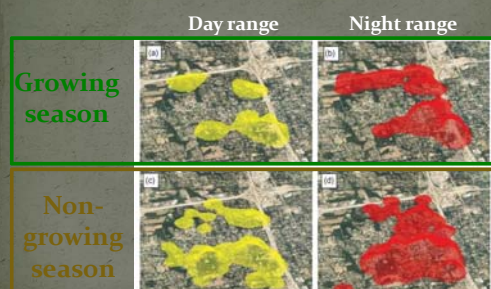 Day range Night range
Growing
season
(a) (b)
Non-
growing
season
(c) (d)